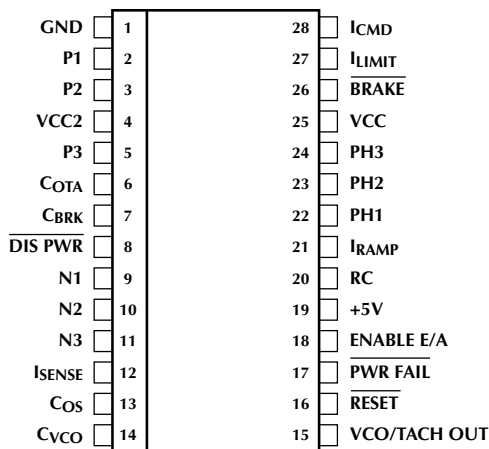 GND 1 28 ICMD
P1 2 27 ILIMIT
P2 3 26 BRAKE
VCC2 4 25 VCC
P3 5 24 PH3
COTA 6 23 PH2
CBRK 7 22 PH1
DIS PWR 8 21 IRAMP
N1 9 20 RC
N2 10 19 +5V
N3 11 18 ENABLE E/A
ISENSE 12 17 PWR FAIL
COS 13 16 RESET
CVCO 14 15 VCO/TACH OUT